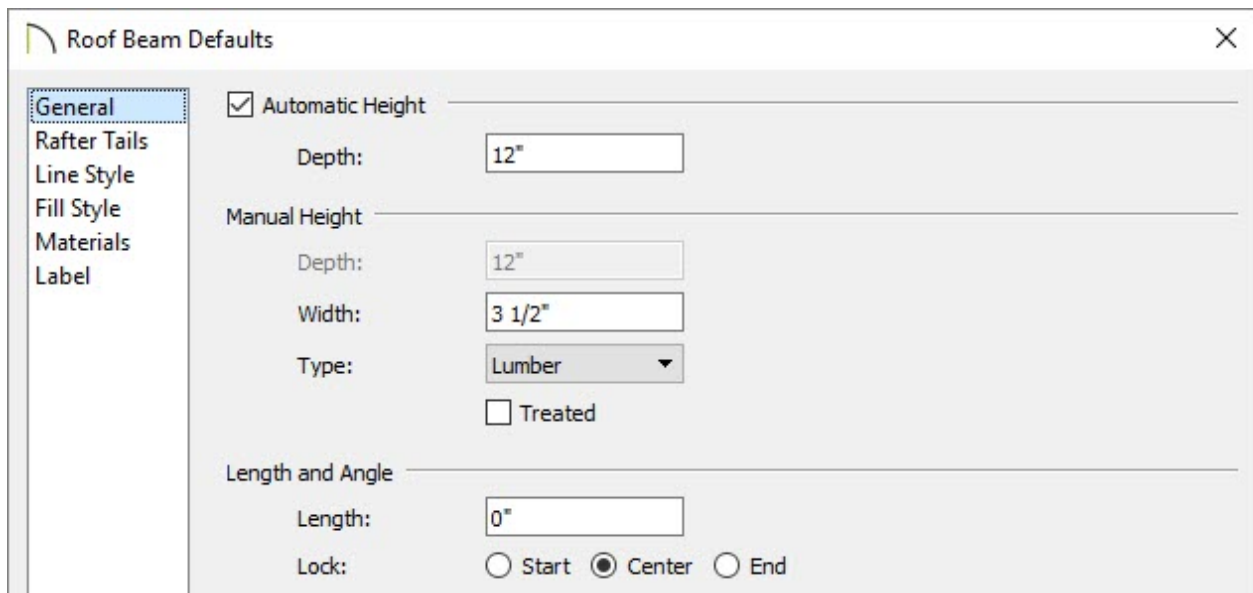 Roof Beam Defaults
General
Rafter Tails
Line Style
Fill Style
Materials
Label
Automatic Height
Depth: 12"
Manual Height
Depth: 12"
Width: 3 1/2"
Type: Lumber
Treated
Length and Angle
Length: 0"
Lock: Start Center End